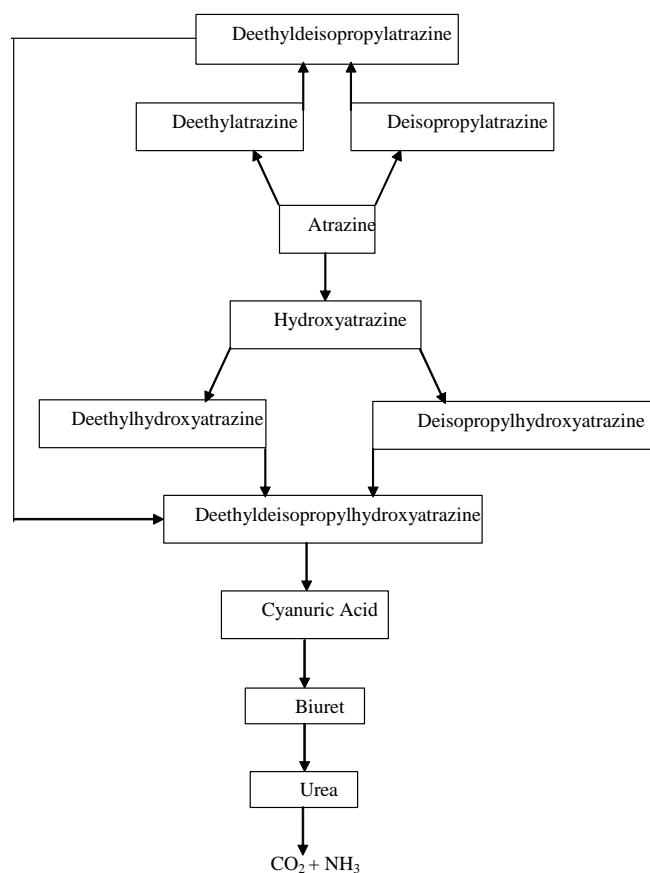 Deethyldeisopropylatrazine
Deethylatrazine
Deisopropylatrazine
Atrazine
Hydroxyatrazine
Deethylhydroxyatrazine
Deisopropylhydroxyatrazine
Deethyldeisopropylhydroxyatrazine
Cyanuric Acid
Biuret
Urea
CO₂ + NH₃